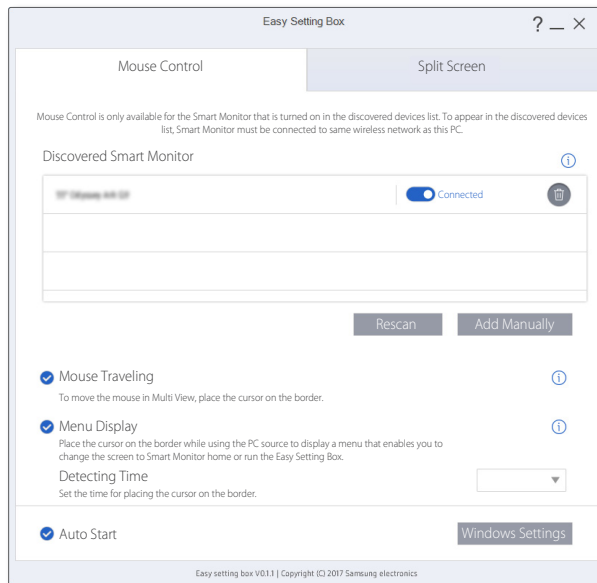 Easy Setting Box
Mouse Control
Split Screen
Mouse Control is only available for the Smart Monitor that is turned on in the discovered devices list. To appear in the discovered devices
list, Smart Monitor must be connected to same wireless network as this PC.
Discovered Smart Monitor
Connected
Rescan
Add Manually
Mouse Traveling
To move the mouse in Multi View, place the cursor on the border.
Menu Display
Place the cursor on the border while using the PC source to display a menu that enables you to
change the screen to Smart Monitor home or run the Easy Setting Box.
Detecting Time
Set the time for placing the cursor on the border.
Auto Start
Windows Settings
Easy setting box V0.1.1 | Copyright (C) 2017 Samsung electronics